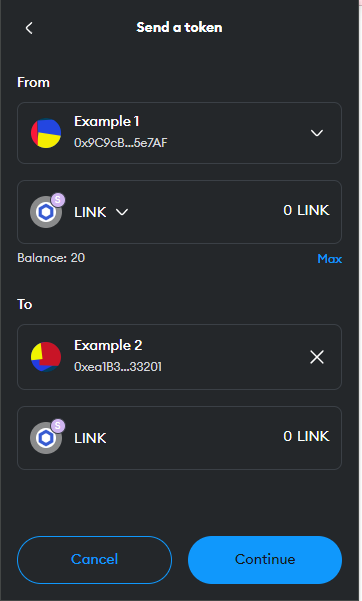 Send a token
From
Example 1
0x9C9cB...5e7AF
S
LINK 0 LINK
Balance: 20 Max
To
Example 2
0xea1B3...33201
S
LINK 0 LINK
Cancel Continue